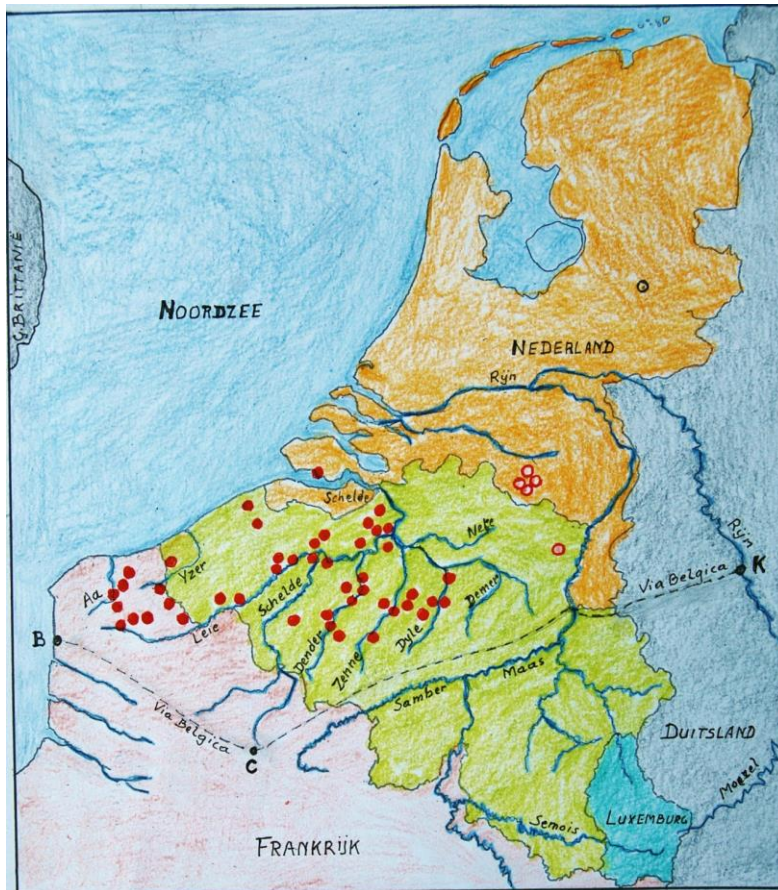 G. BRITTANIË
NOORDZEE
NEDERLAND
Rijn
Schelde
Nete
Rijn
K
Via Belgica
Aa
Yzer
Schelde
Demer
Leie
Dender
Zenne
Dyle
B
Maas
Samber
Via Belgica
C
DUITSLAND
Moezel
Semois
LUXEMBURG
FRANKRIJK